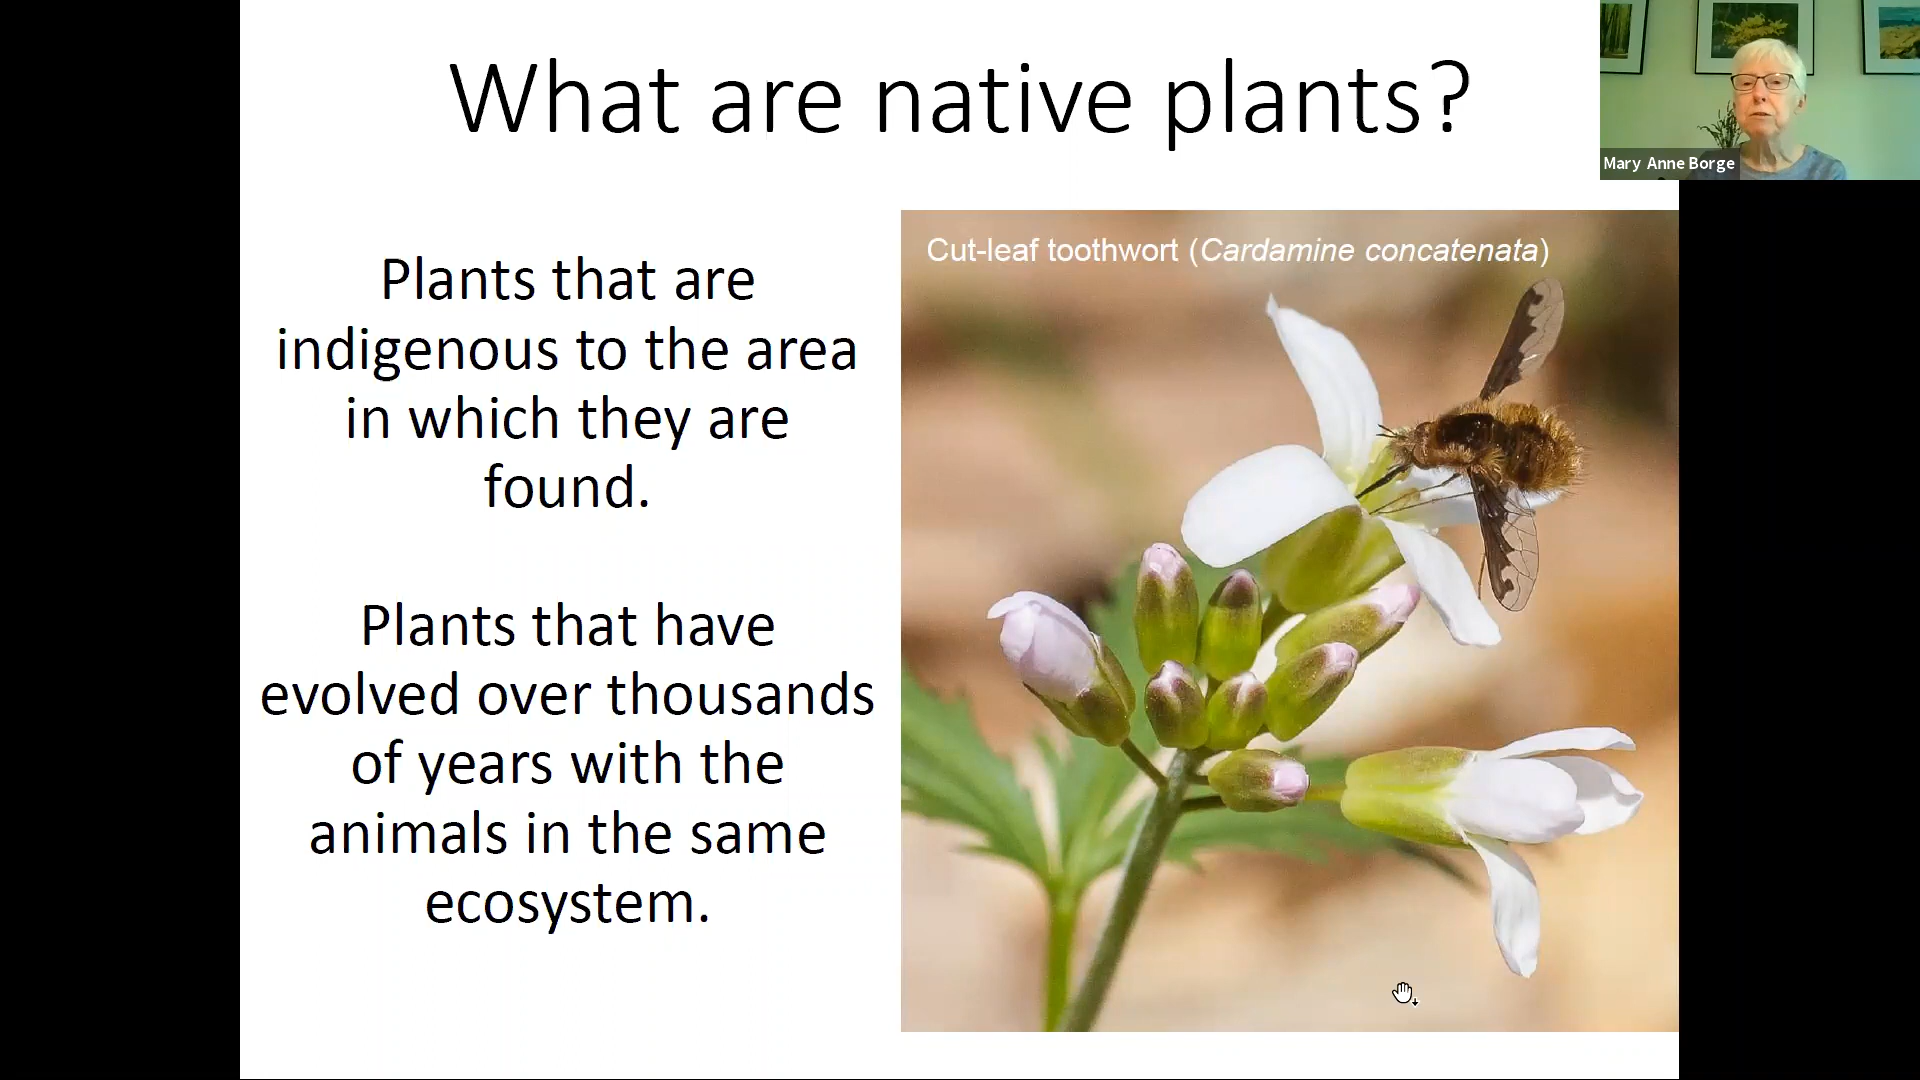 What are native plants?
Mary Anne Borge
Plants that are
indigenous to the area
in which they are
found.
Plants that have
evolved over thousands
of years with the
animals in the same
ecosystem.
Cut-leaf toothwort (Cardamine concatenata)